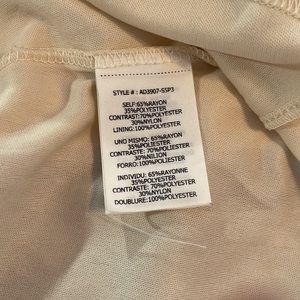 STYLE # : AD3907-SSP3
SELF:65%RAYON
35%POLYESTER
CONTRAST:70%POLYESTER
30%NYLON
LINING:100%POLYESTER
UNO MISMO: 65%RAYON
35%POLIESTER
CONTRASTE: 70%POLIESTER
30%NILION
FORRO:100%POLIESTER
INDIVIDU: 65%RAYONNE
35%POLYESTER
CONTRASTE: 70%POLYESTER
30%NYLON
DOUBLURE:100%POLYESTER